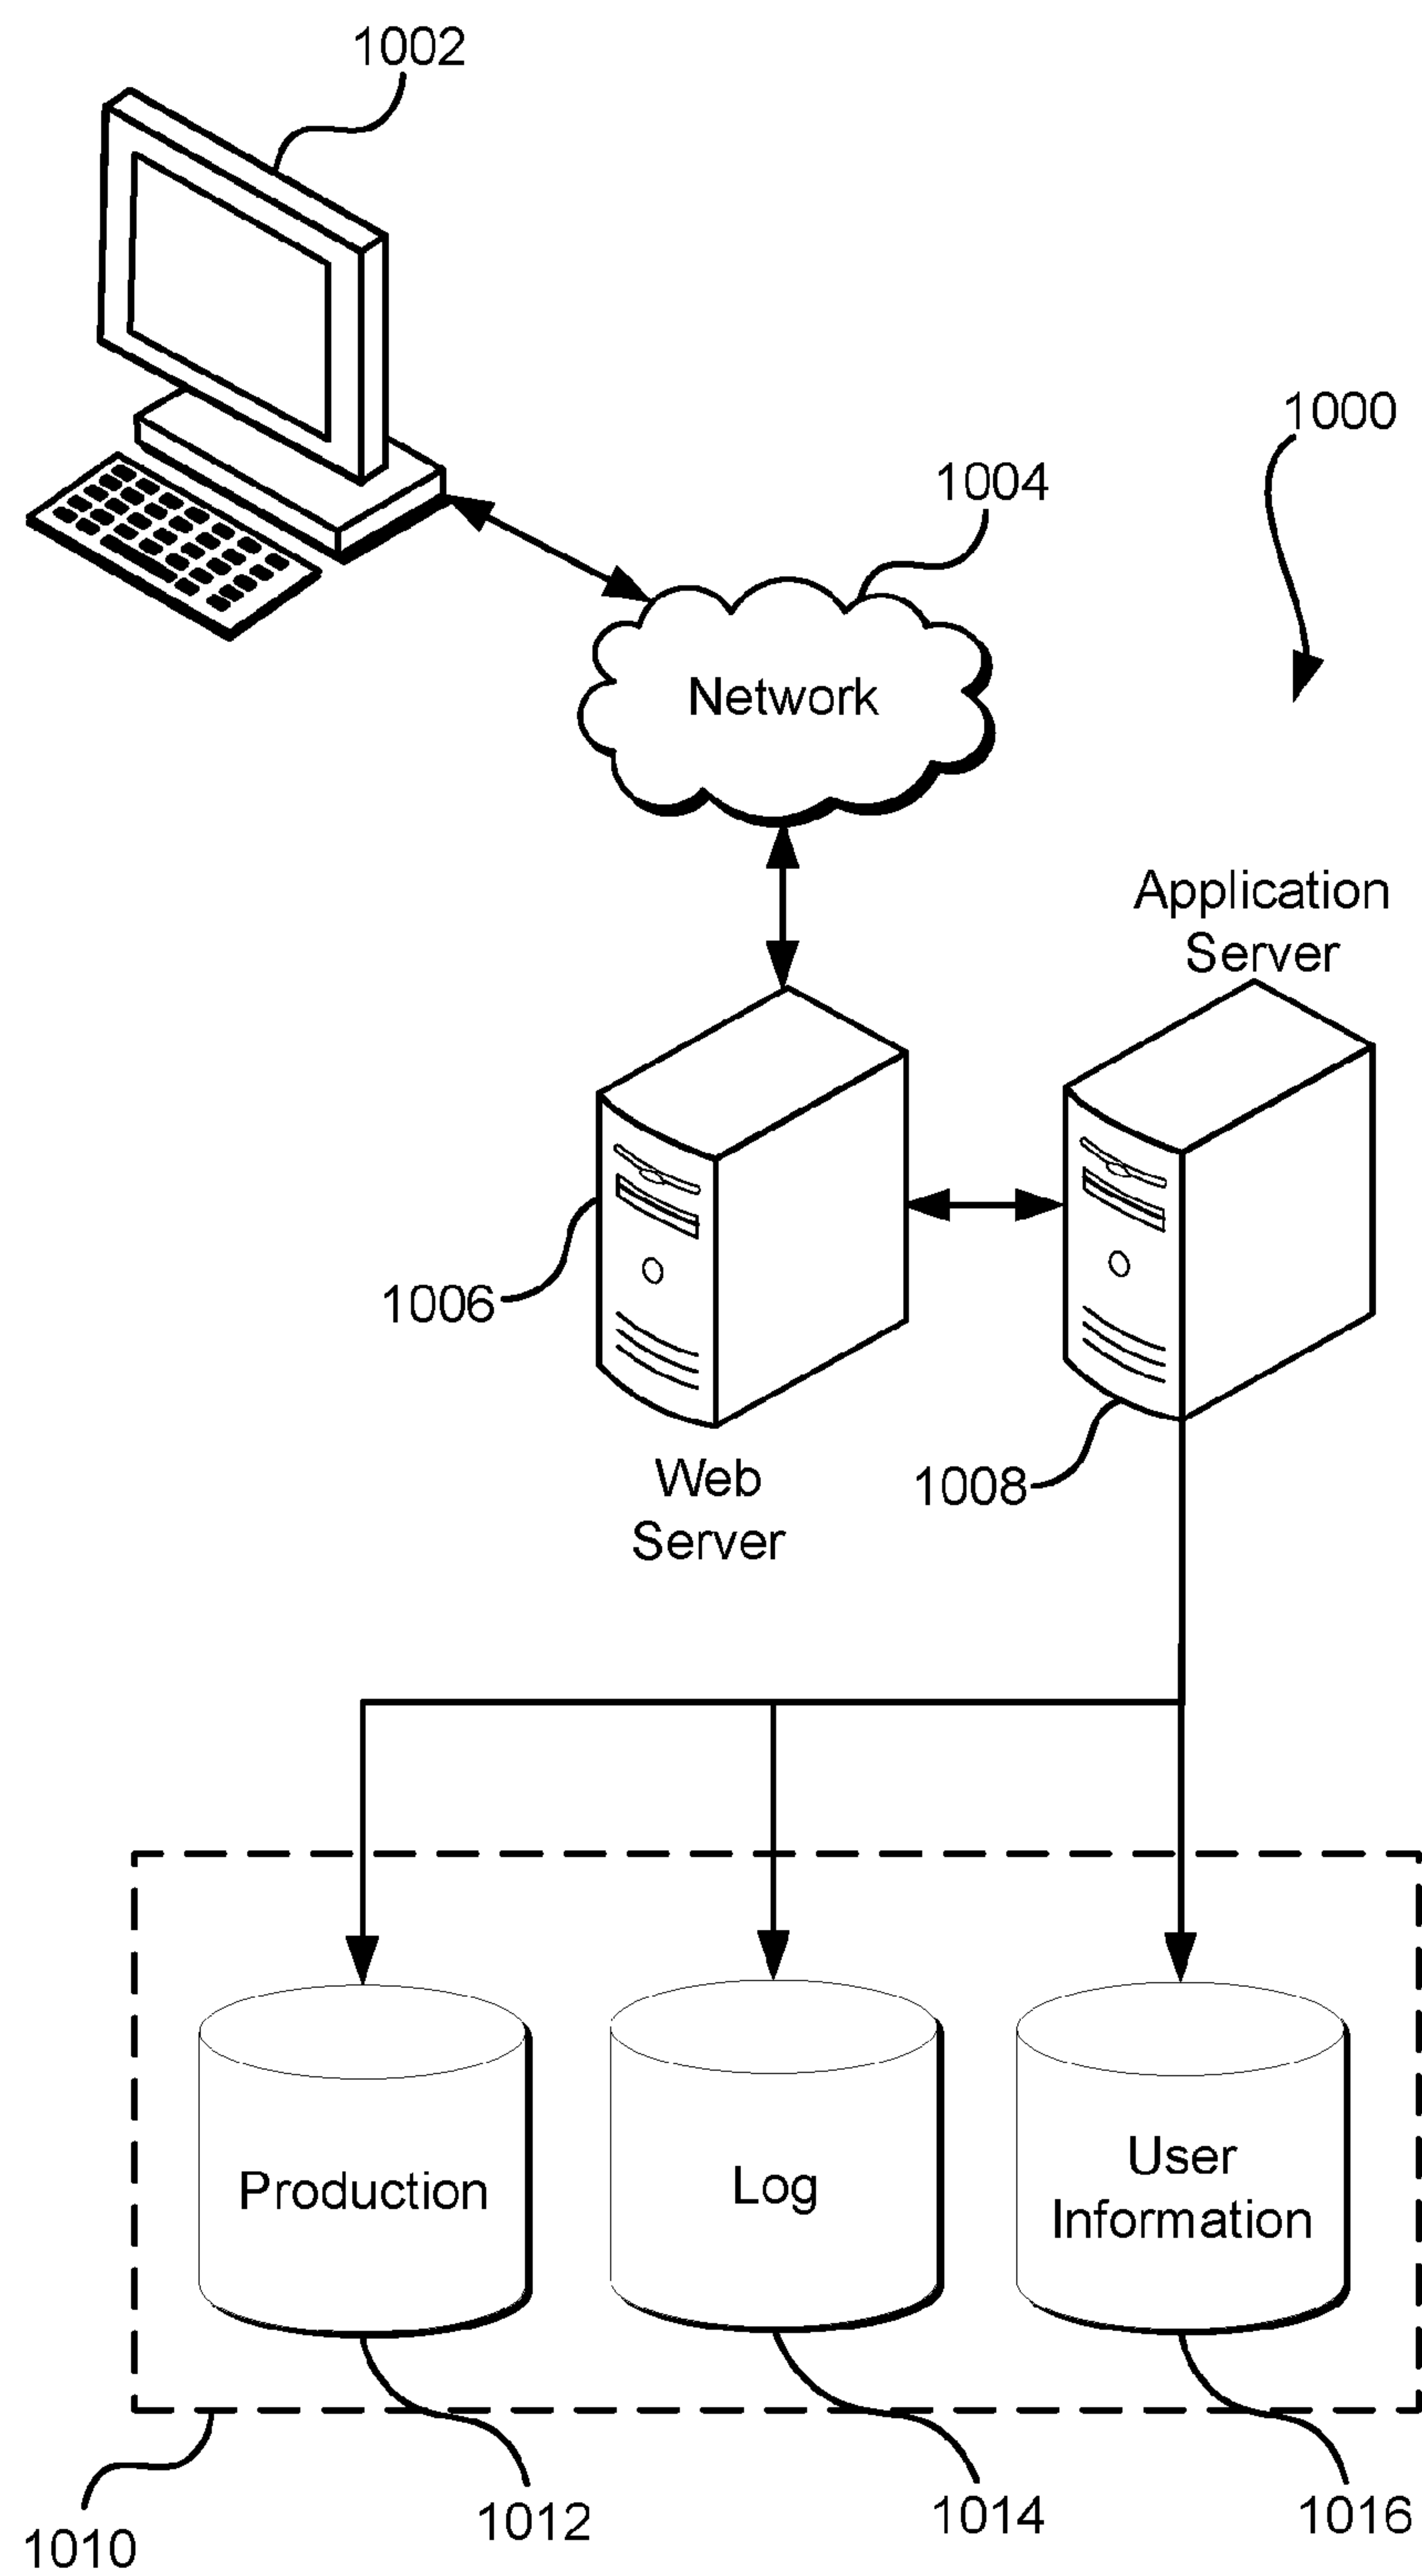 1002
1000
1004
Network
Application
Server
1006
Web
Server
1008
Production
Log
User
Information
1010
1012
1014
1016